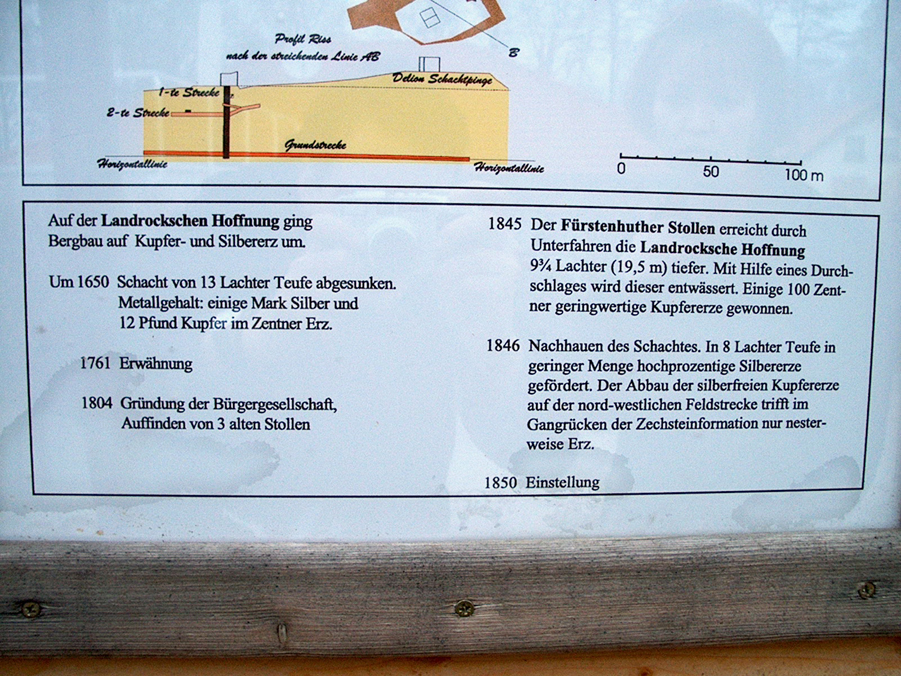 B
Profil Riss
nach der streichenden Linie AB
Delion Schachtpinge
1-te Strecke
2-te Strecke
Grundstrecke
Horizontallinie
Horizontallinie
0 50 100 m
Auf der Landrockschen Hoffnung ging
Bergbau auf Kupfer- und Silbererz um.
Um 1650 Schacht von 13 Lachter Teufe abgesunken.
Metallgehalt: einige Mark Silber und
12 Pfund Kupfer im Zentner Erz.
1761 Erwähnung
1804 Gründung der Bürgergesellschaft,
Auffinden von 3 alten Stollen
1845 Der Fürstenhuther Stollen erreicht durch
Unterfahren die Landrocksche Hoffnung
9¾ Lachter (19,5 m) tiefer. Mit Hilfe eines Durch-
schlages wird dieser entwässert. Einige 100 Zent-
ner geringwertige Kupfererze gewonnen.
1846 Nachhauen des Schachtes. In 8 Lachter Teufe in
geringer Menge hochprozentige Silbererze
gefördert. Der Abbau der silberfreien Kupfererze
auf der nord-westlichen Feldstrecke trifft im
Gangrücken der Zechsteinformation nur nester-
weise Erz.
1850 Einstellung